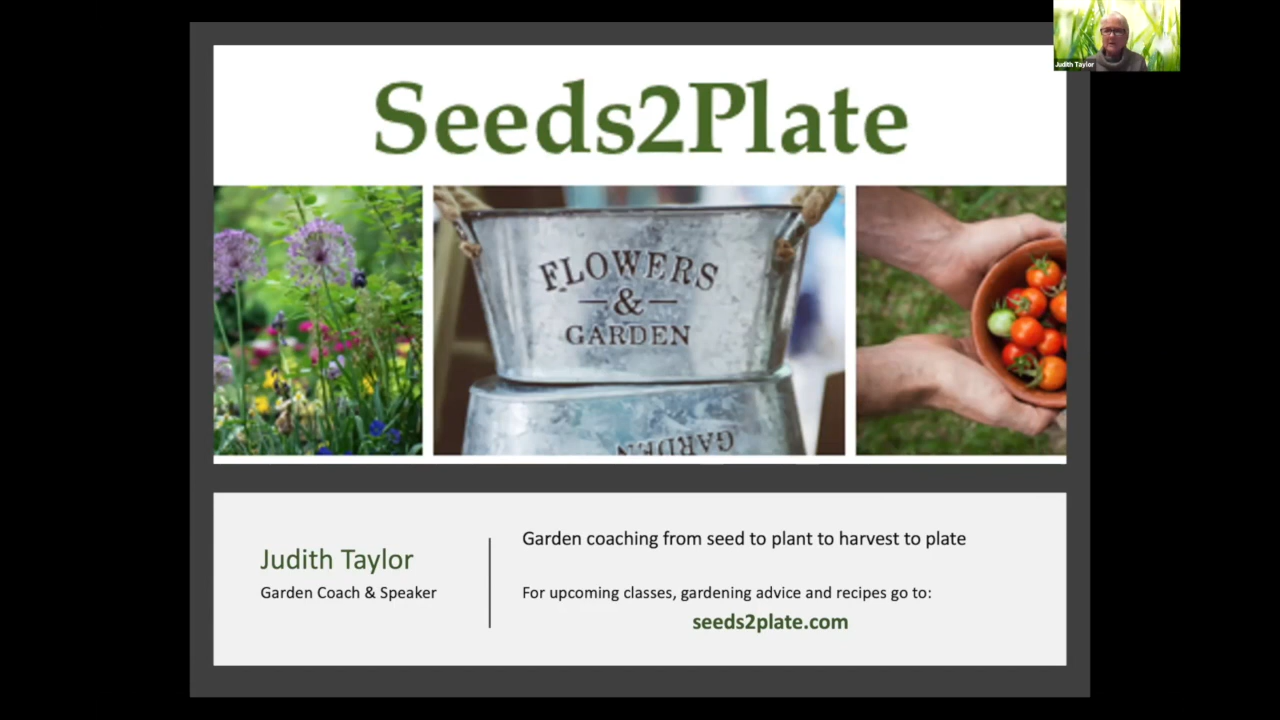 Judith Taylor
Seeds2Plate
FLOWERS
&
GARDEN
GARDEN
Judith Taylor
Garden Coach & Speaker
Garden coaching from seed to plant to harvest to plate
For upcoming classes, gardening advice and recipes go to:
seeds2plate.com